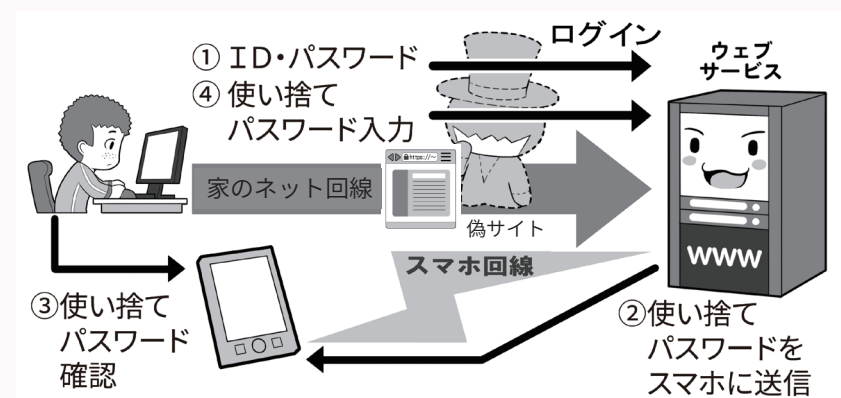 ① ID・パスワード
④ 使い捨て
パスワード入力
ログイン
ウェブ
サービス
https://～
家のネット回線
偽サイト
スマホ回線
WWW
③使い捨て
パスワード
確認
②使い捨て
パスワードを
スマホに送信